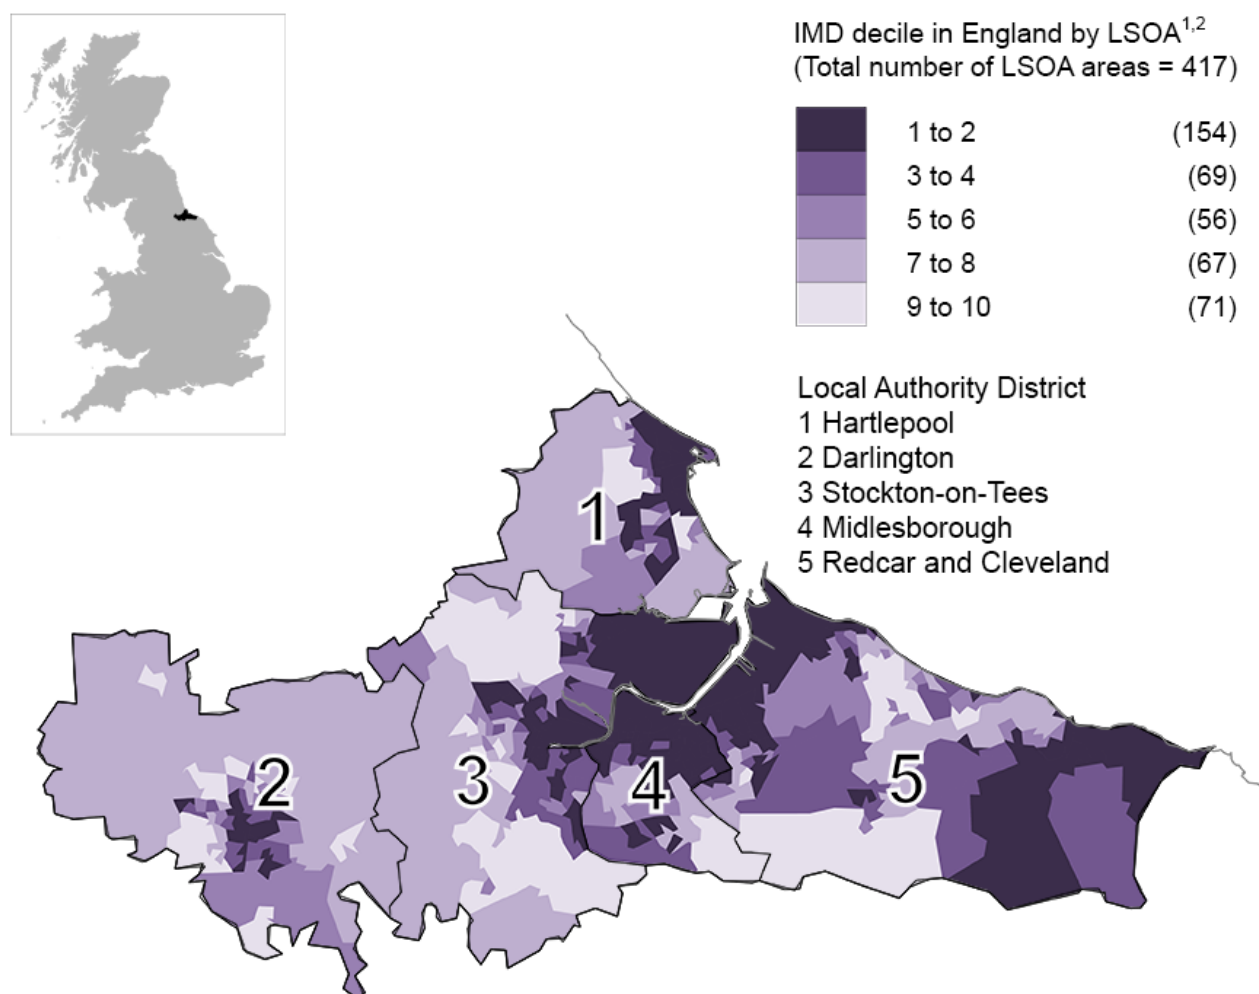 IMD decile in England by LSOA1,2
(Total number of LSOA areas = 417)
1 to 2 (154)
3 to 4 (69)
5 to 6 (56)
7 to 8 (67)
9 to 10 (71)
Local Authority District
1 Hartlepool
2 Darlington
3 Stockton-on-Tees
4 Midlesborough
5 Redcar and Cleveland
1
2
3
4
5